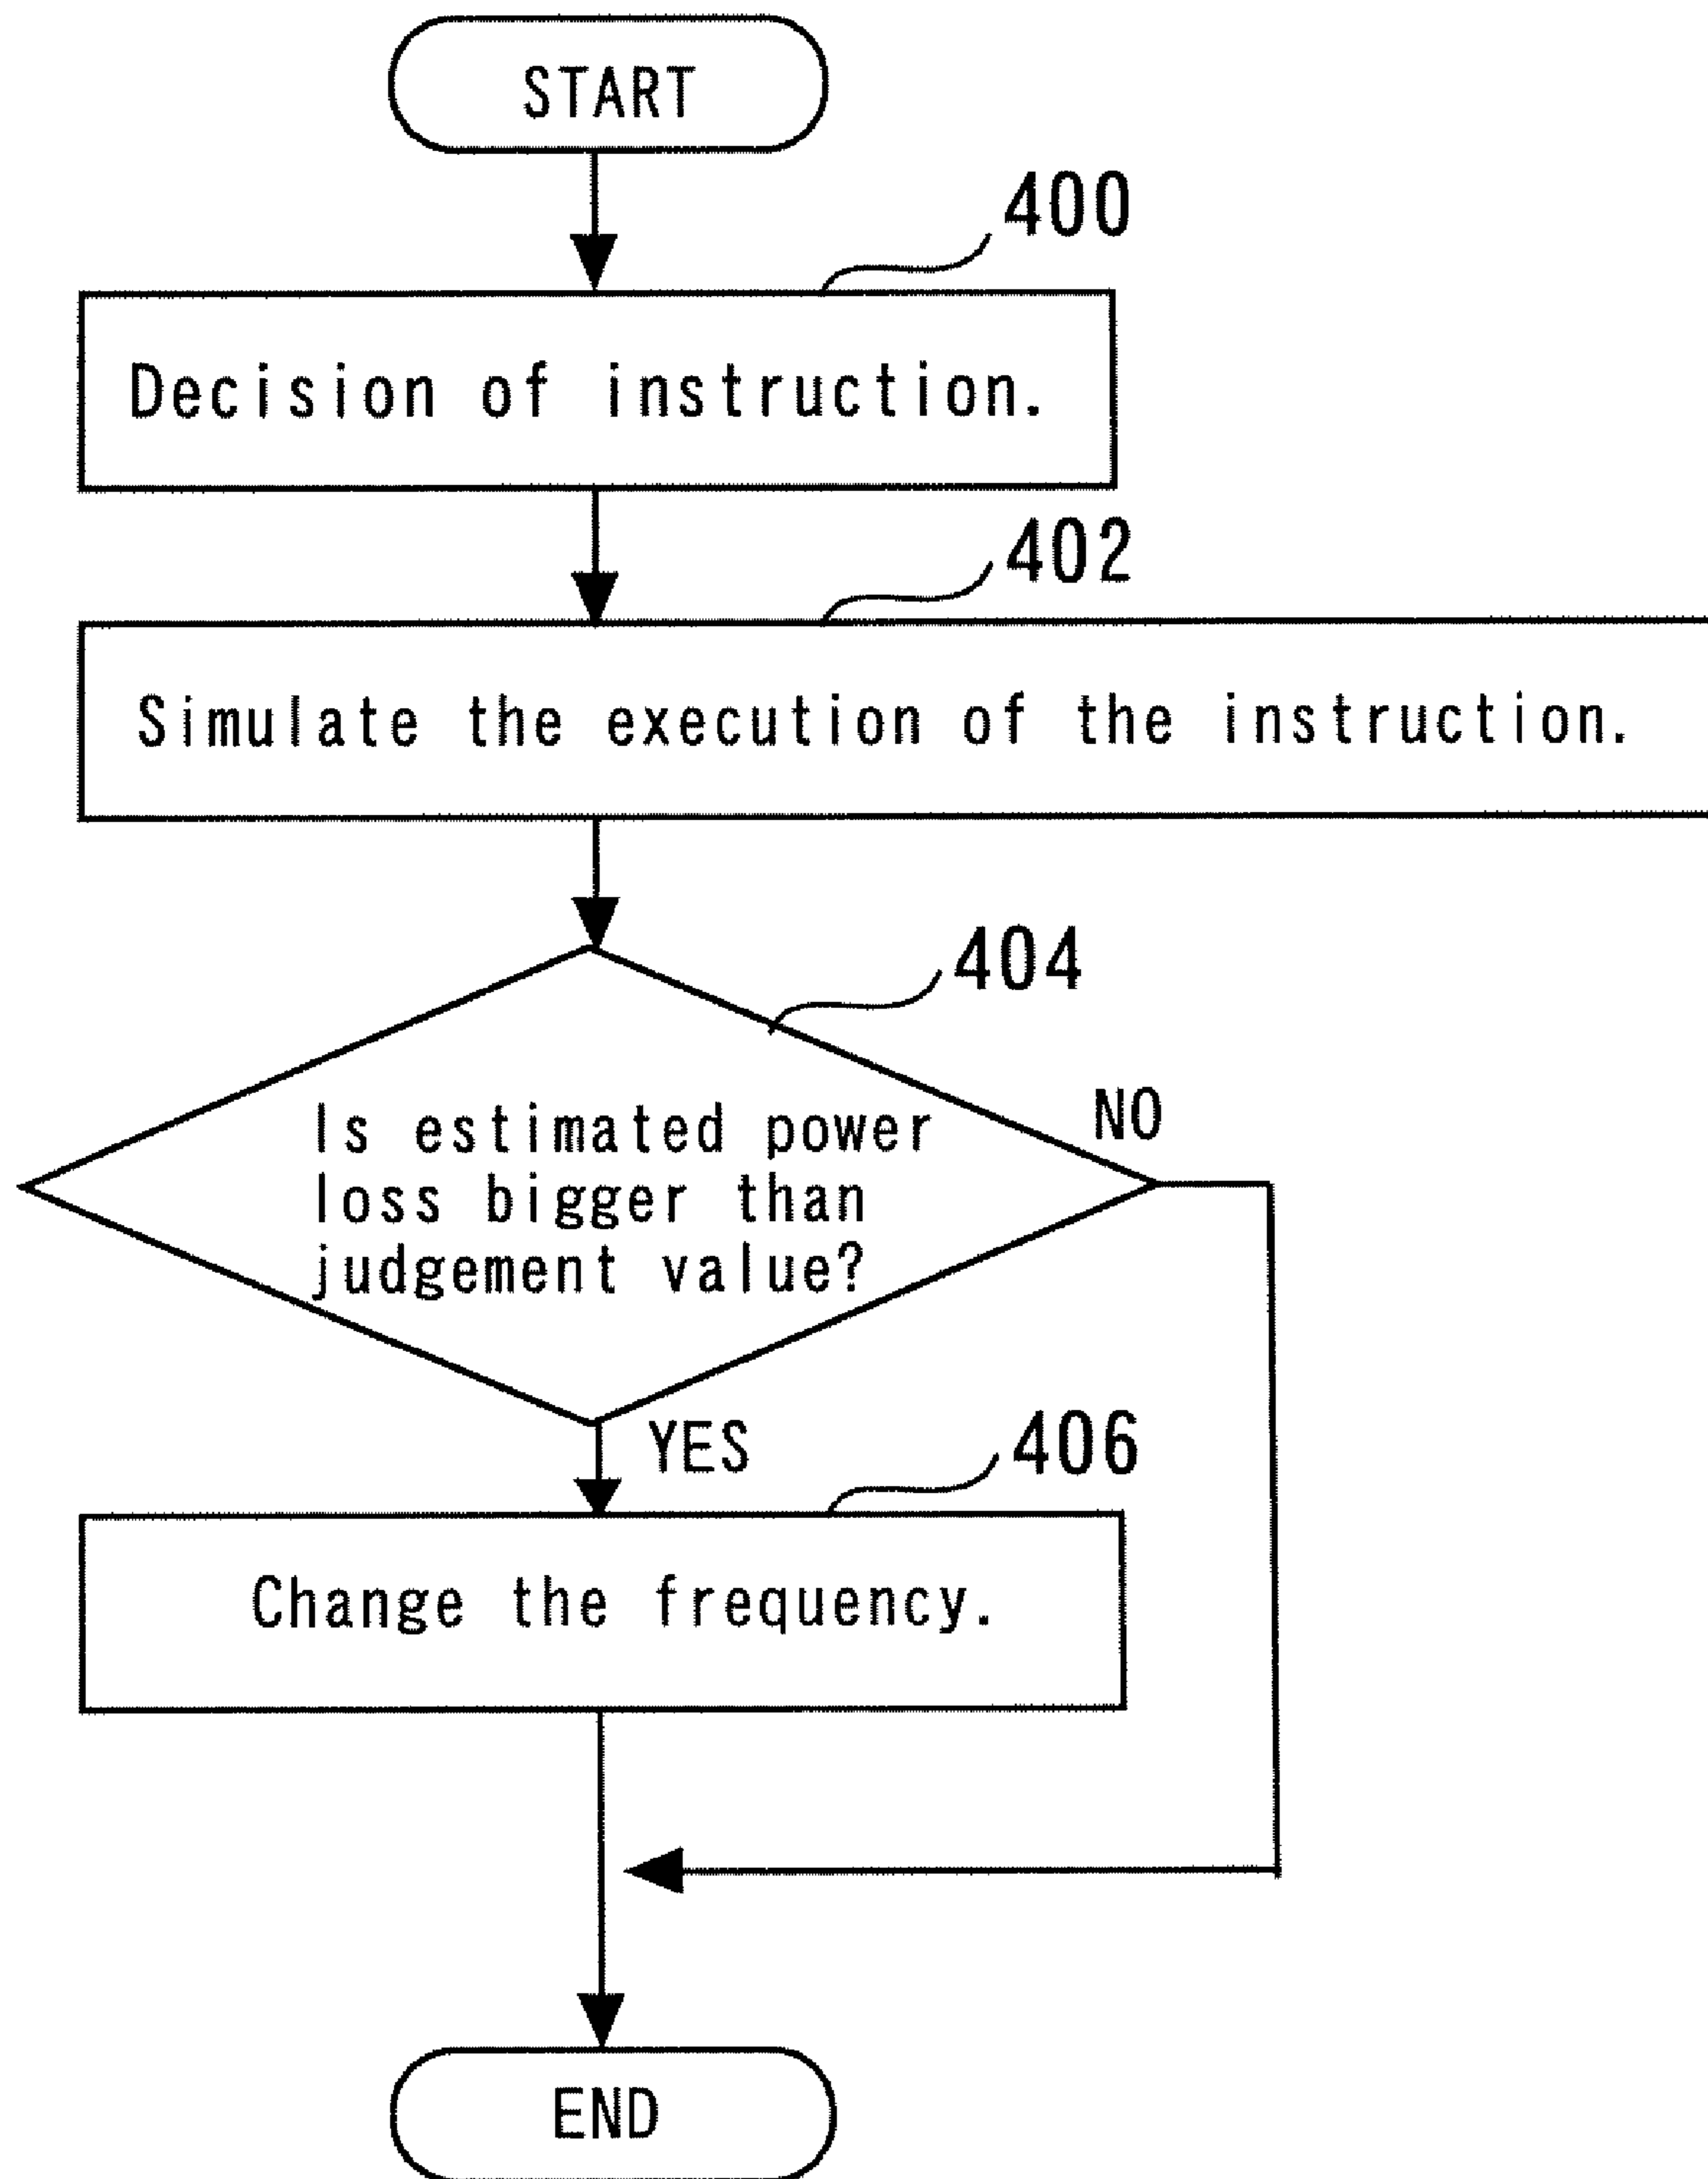 START
400
Decision of instruction.
402
Simulate the execution of the instruction.
404
NO
Is estimated power
loss bigger than
judgement value?
YES
406
Change the frequency.
END